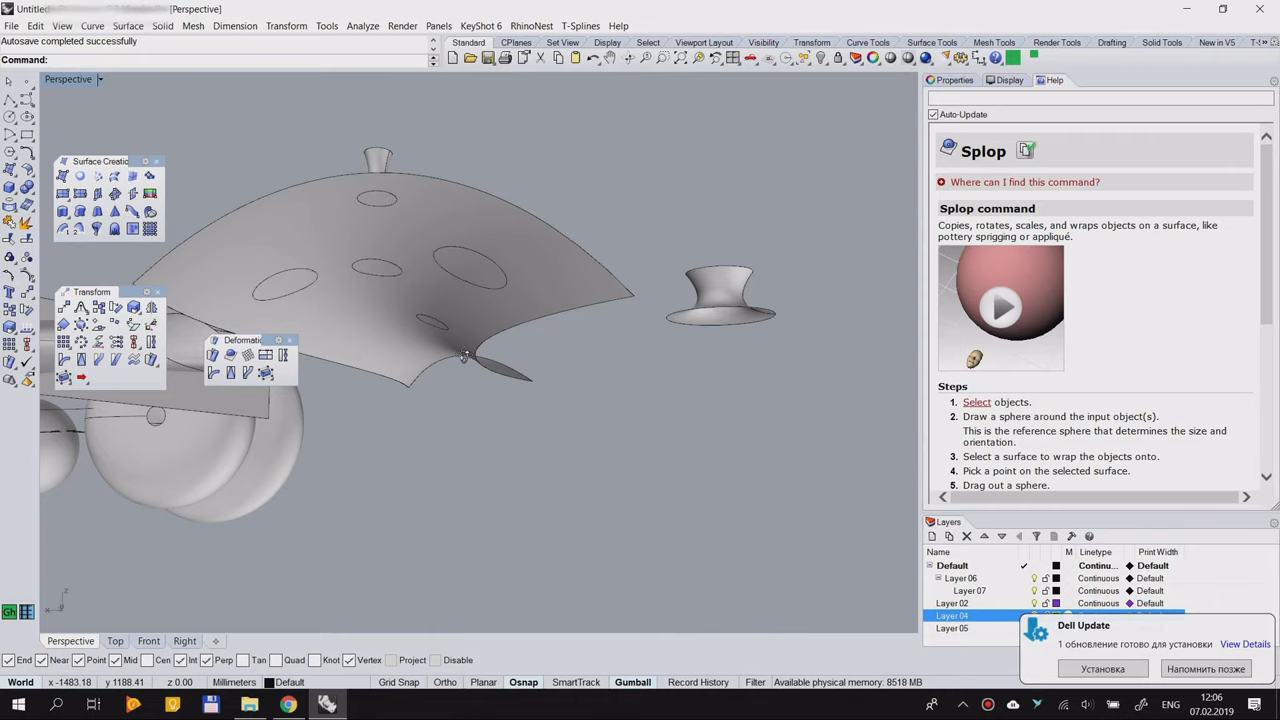 Untitled - [Perspective]
File Edit View Curve Surface Solid Mesh Dimension Transform Tools Analyze Render Panels KeyShot 6 RhinoNest T-Splines Help
Autosave completed successfully
Command:
Standard CPlanes Set View Display Select Viewport Layout Visibility Transform Curve Tools Surface Tools Mesh Tools Render Tools Drafting Solid Tools New in V5
Perspective
Properties Display Help
Auto-Update
Splop
Where can I find this command?
Splop command
Copies, rotates, scales, and wraps objects on a surface, like
pottery sprigging or appliqué.
Surface Creatic
Transform
Deformatic
Steps
1. Select objects.
2. Draw a sphere around the input object(s).
This is the reference sphere that determines the size and
orientation.
3. Select a surface to wrap the objects onto.
4. Pick a point on the selected surface.
5. Drag out a sphere.
Layers
Name M Linetype Print Width
Default Continu... Default
Layer 06 Continuous Default
Layer 07 Continuous Default
Layer 02 Continuous Default
Layer 04
Layer 05
Dell Update
1 обновление готово для установки View Details
Установка Напомнить позже
z
Gh
Perspective Top Front Right
End Near Point Mid Cen Int Perp Tan Quad Knot Vertex Project Disable
World x -1483.18 y 1188.41 z 0.00 Millimeters Default Grid Snap Ortho Planar Osnap SmartTrack Gumball Record History Filter Available physical memory: 8518 MB
ENG
12:06
07.02.2019